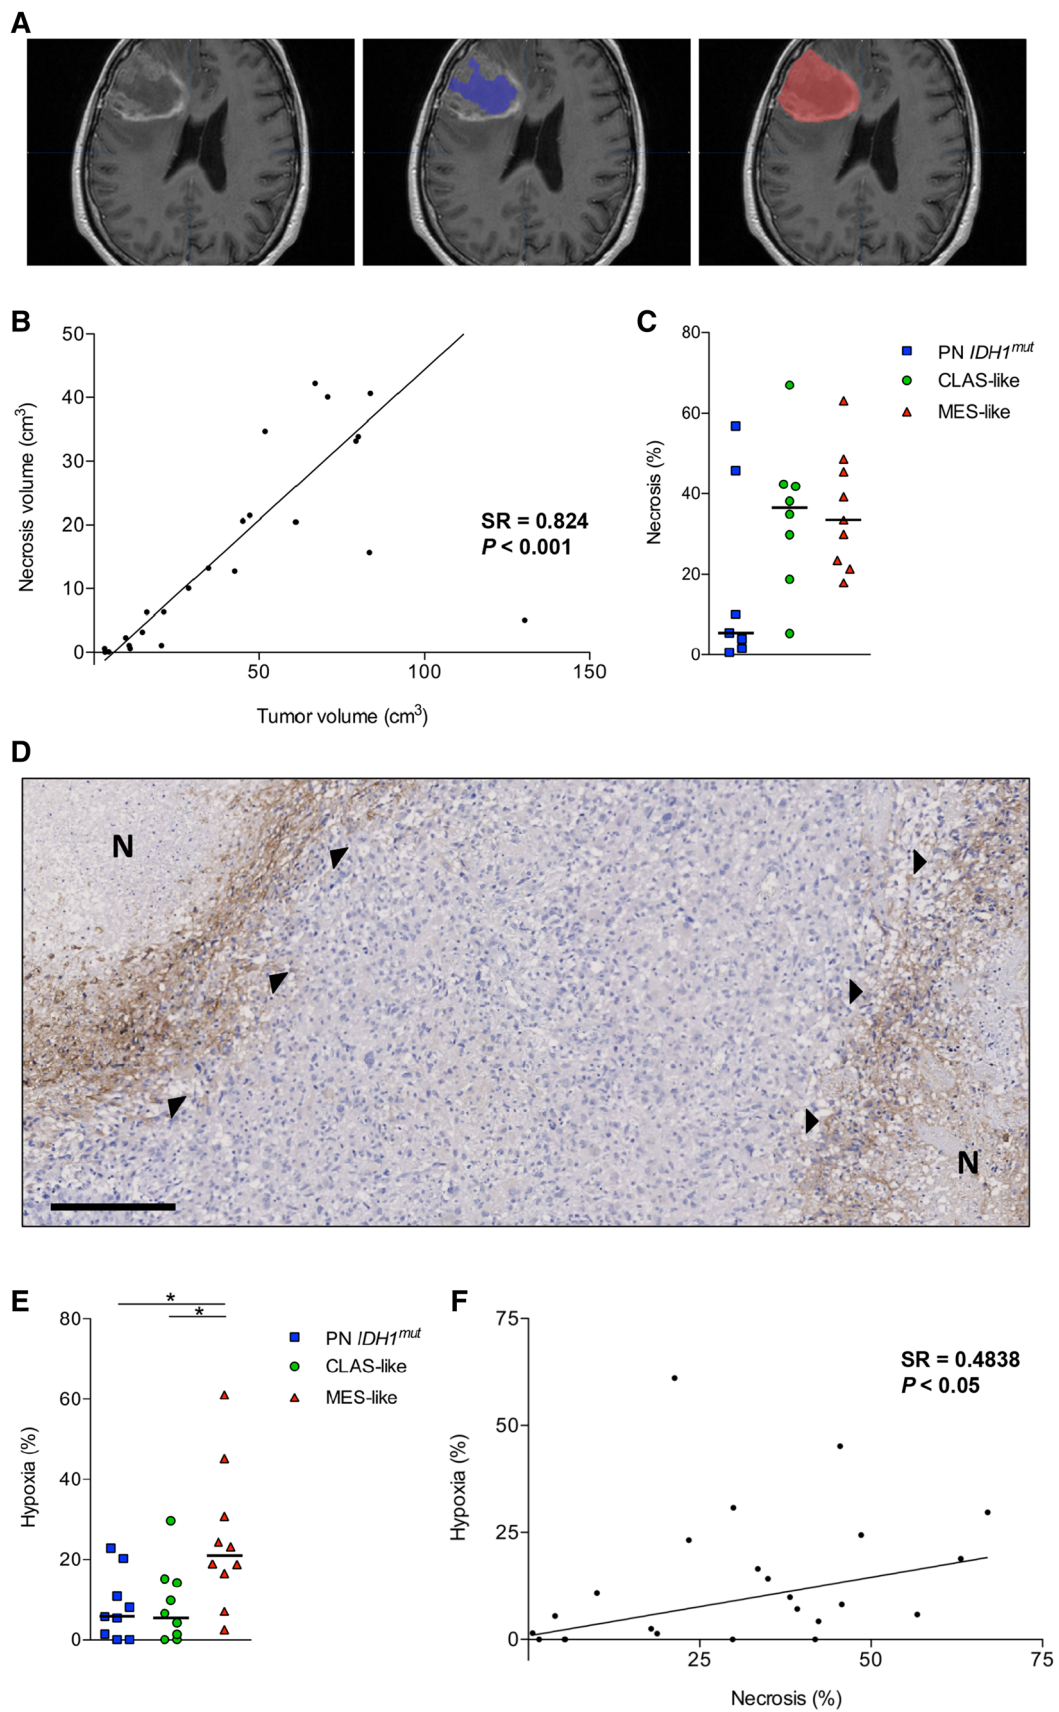 A
B
50
40
30
20
10
0
50
100
150
Necrosis volume (cm3)
Tumor volume (cm3)
SR = 0.824
P < 0.001
C
80
60
40
20
0
Necrosis (%)
PN IDH1mut
CLAS-like
MES-like
D
N
N
E
80
60
40
20
0
Hypoxia (%)
*
*
PN IDH1mut
CLAS-like
MES-like
F
75
50
25
0
25
50
75
Hypoxia (%)
Necrosis (%)
SR = 0.4838
P < 0.05